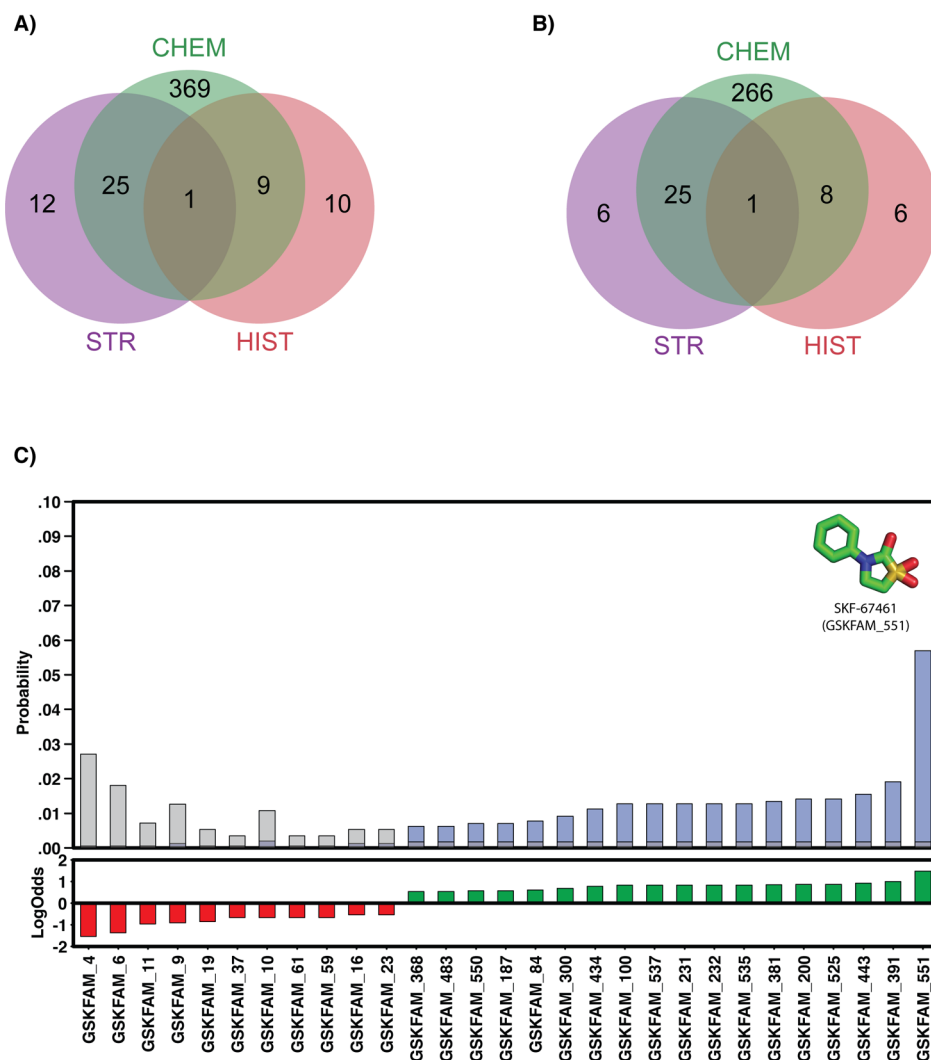 A)
B)
CHEM
369
12
25
1
9
10
STR
HIST
CHEM
266
6
25
1
8
6
STR
HIST
C)
.10
.09
.08
.07
.06
.05
.04
.03
.02
.01
.00
Probability
SKF-67461
(GSKFAM_551)
2
1
0
-1
-2
LogOdds
GSKFAM_4
GSKFAM_6
GSKFAM_11
GSKFAM_9
GSKFAM_19
GSKFAM_37
GSKFAM_10
GSKFAM_61
GSKFAM_59
GSKFAM_16
GSKFAM_23
GSKFAM_368
GSKFAM_483
GSKFAM_550
GSKFAM_187
GSKFAM_84
GSKFAM_300
GSKFAM_434
GSKFAM_100
GSKFAM_537
GSKFAM_231
GSKFAM_232
GSKFAM_535
GSKFAM_381
GSKFAM_200
GSKFAM_525
GSKFAM_443
GSKFAM_391
GSKFAM_551